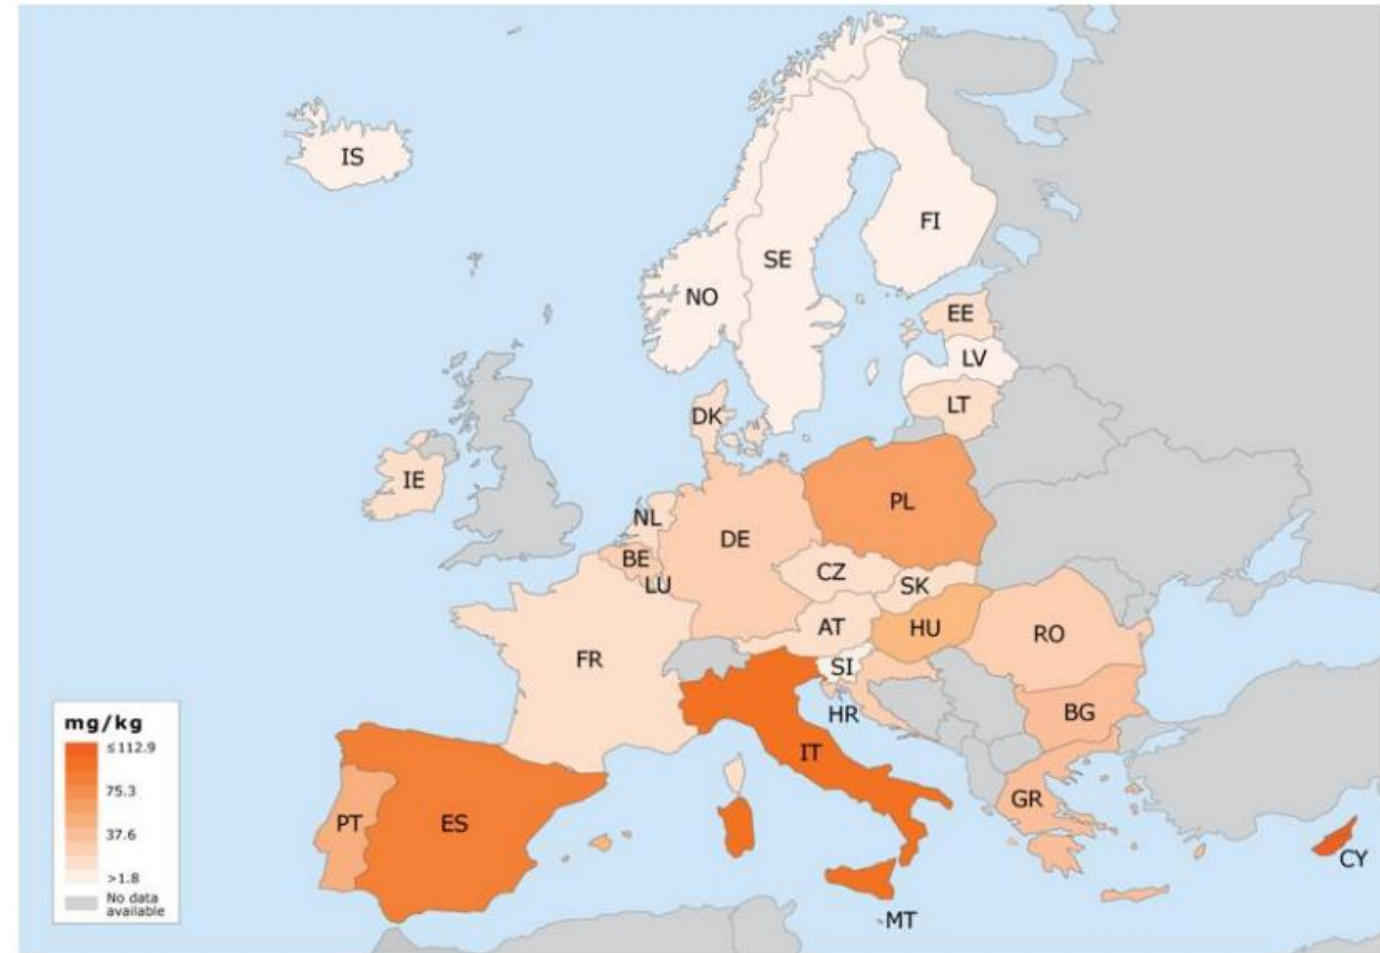 IS
FI
SE
NO
EE
LV
LT
DK
IE
PL
NL
DE
BE
CZ
LU
SK
AT
HU
RO
FR
SI
BG
HR
IT
GR
PT
ES
CY
MT
mg/kg
≤112.9
75.3
37.6
>1.8
No data
available